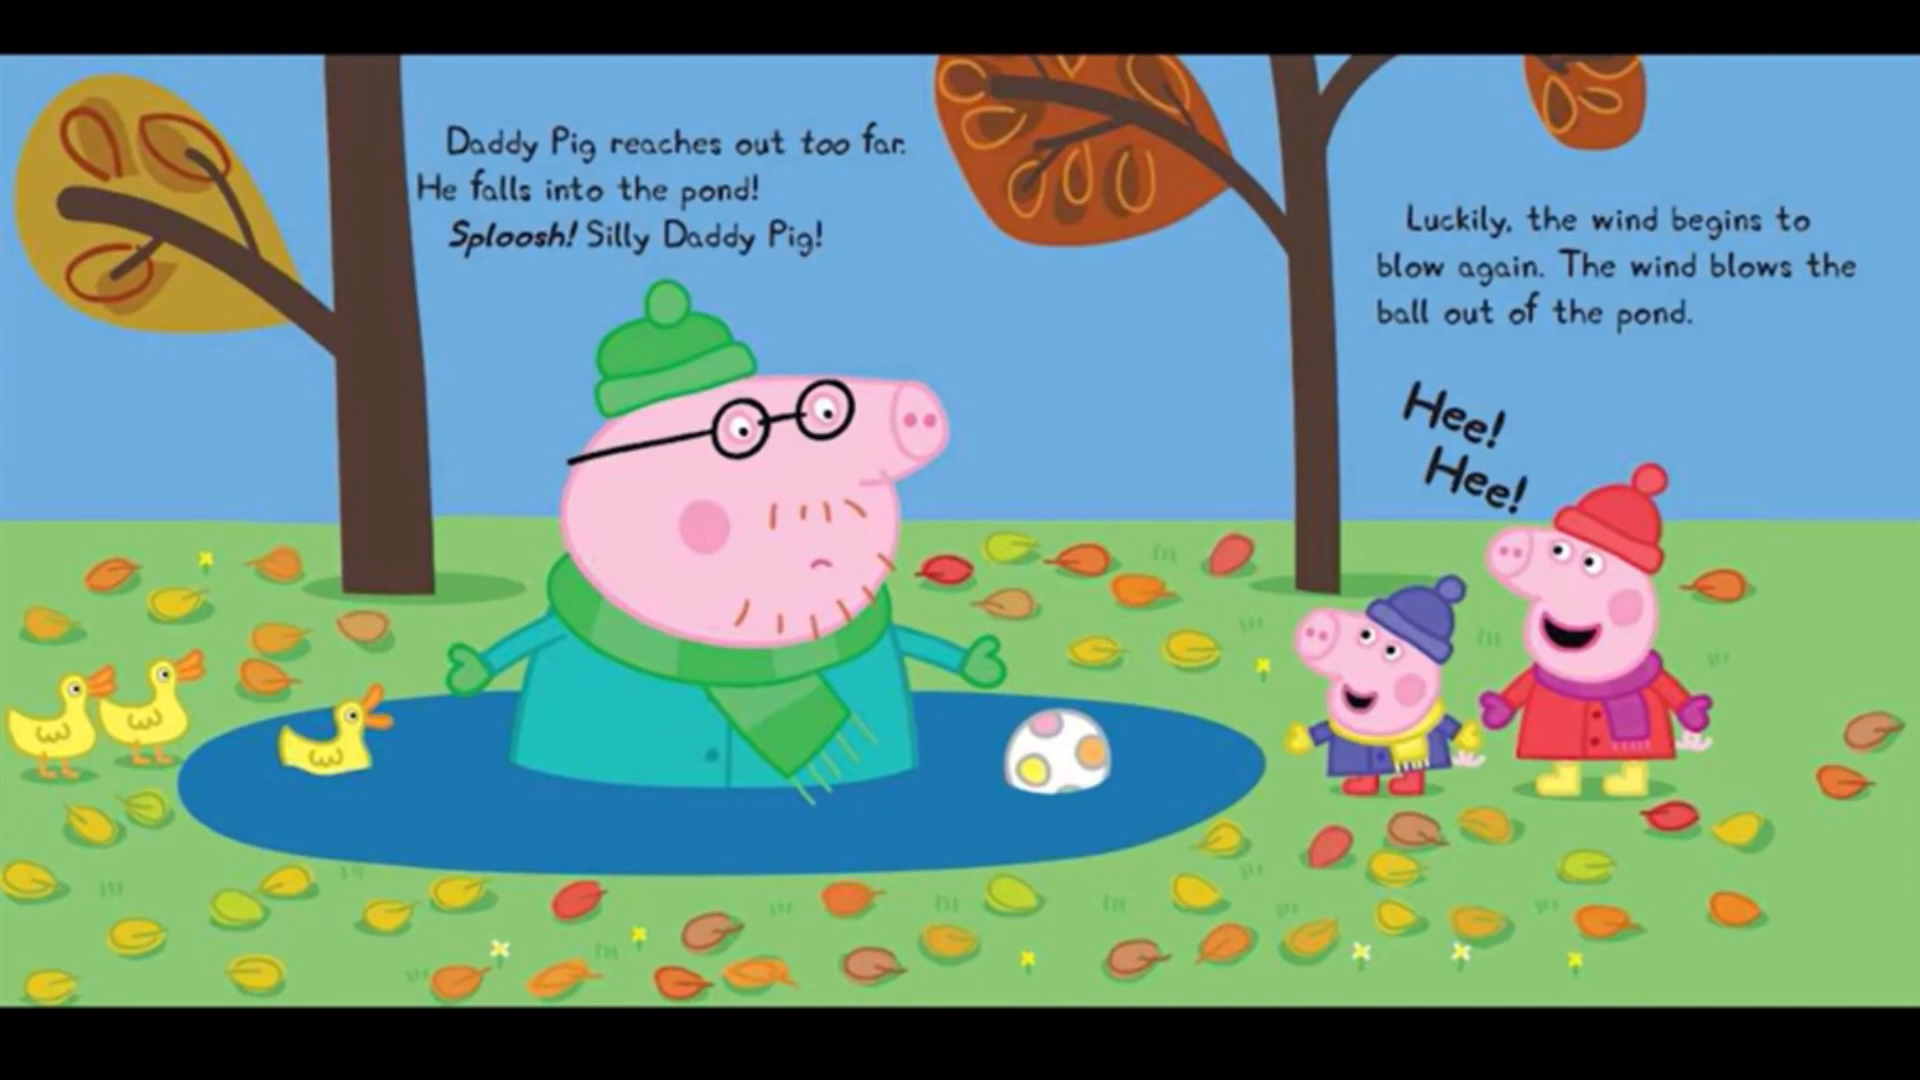 Daddy Pig reaches out too far.
He falls into the pond!
Sploosh! Silly Daddy Pig!
Luckily, the wind begins to
blow again. The wind blows the
ball out of the pond.
Hee!
Hee!